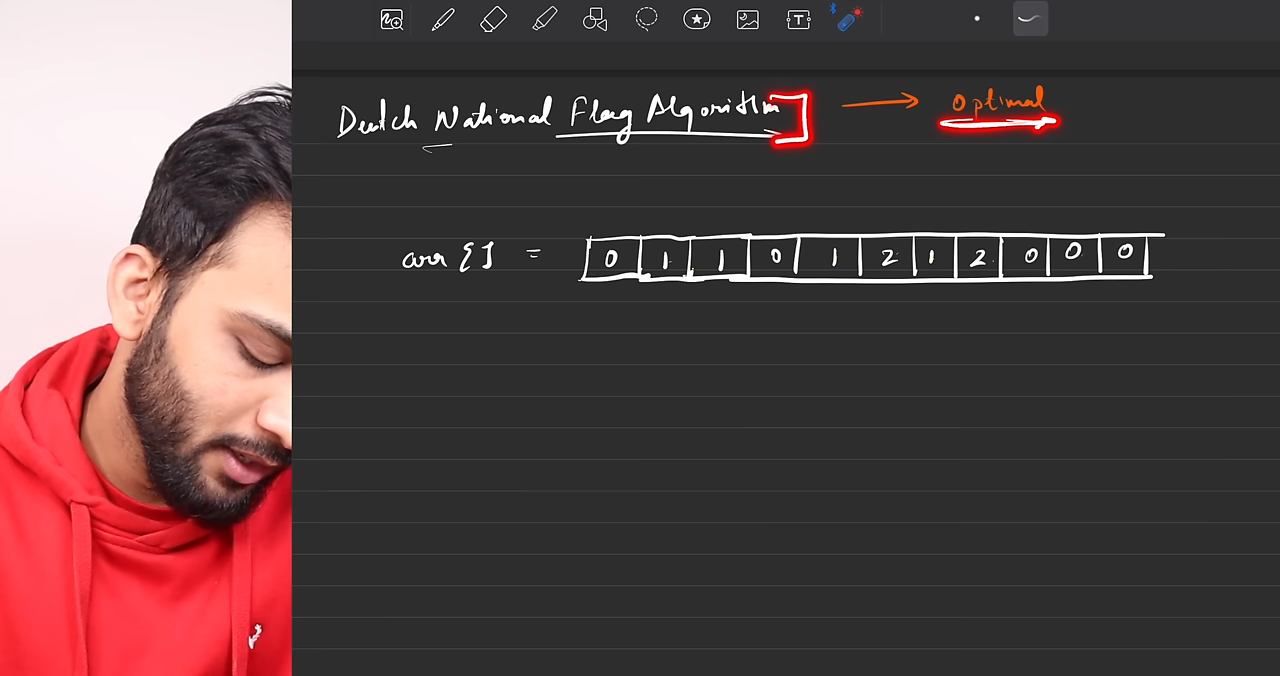 Dutch National Flag Algorithm → Optimal
arr [] = 0 1 1 0 1 2 1 2 0 0 0